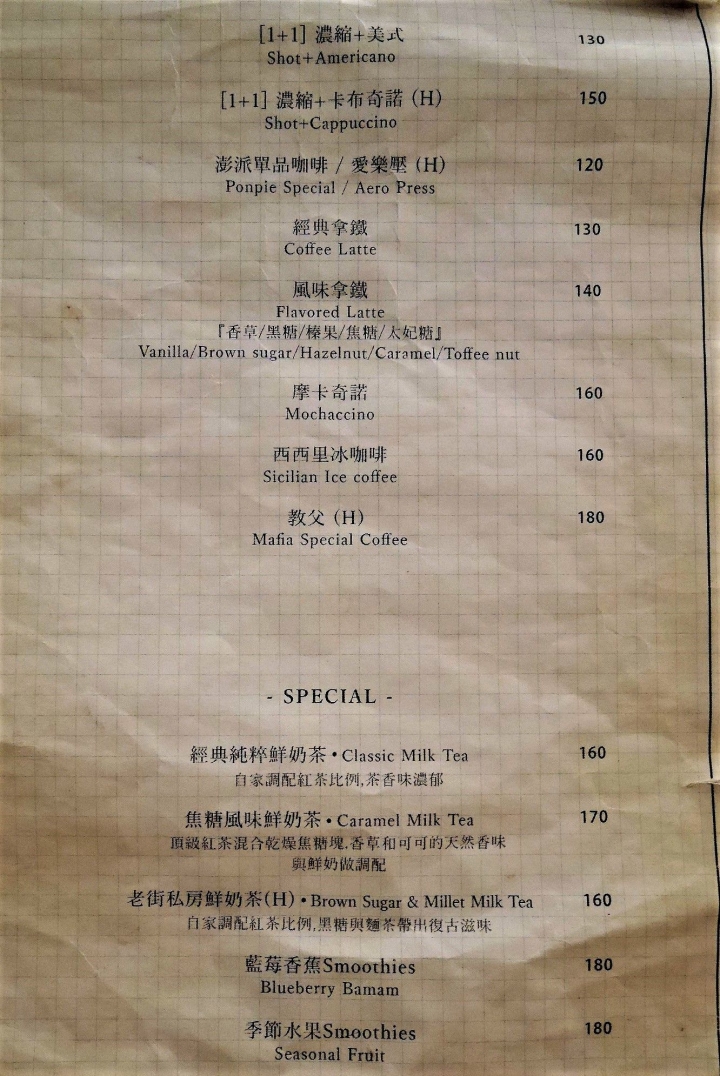 [1+1] 濃縮+美式 130
Shot+Americano
[1+1] 濃縮+卡布奇諾 (H) 150
Shot+Cappuccino
澎派單品咖啡 / 愛樂壓 (H) 120
Ponpie Special / Aero Press
經典拿鐵 130
Coffee Latte
風味拿鐵 140
Flavored Latte
『香草/黑糖/榛果/焦糖/太妃糖』
Vanilla/Brown sugar/Hazelnut/Caramel/Toffee nut
摩卡奇諾 160
Mochaccino
西西里冰咖啡 160
Sicilian Ice coffee
教父 (H) 180
Mafia Special Coffee
- SPECIAL -
經典純粹鮮奶茶・Classic Milk Tea 160
自家調配紅茶比例,茶香味濃郁
焦糖風味鮮奶茶・Caramel Milk Tea 170
頂級紅茶混合乾燥焦糖塊.香草和可可的天然香味
與鮮奶做調配
老街私房鮮奶茶(H)・Brown Sugar & Millet Milk Tea 160
自家調配紅茶比例,黑糖與麵茶帶出復古滋味
藍莓香蕉Smoothies 180
Blueberry Bamam
季節水果Smoothies 180
Seasonal Fruit